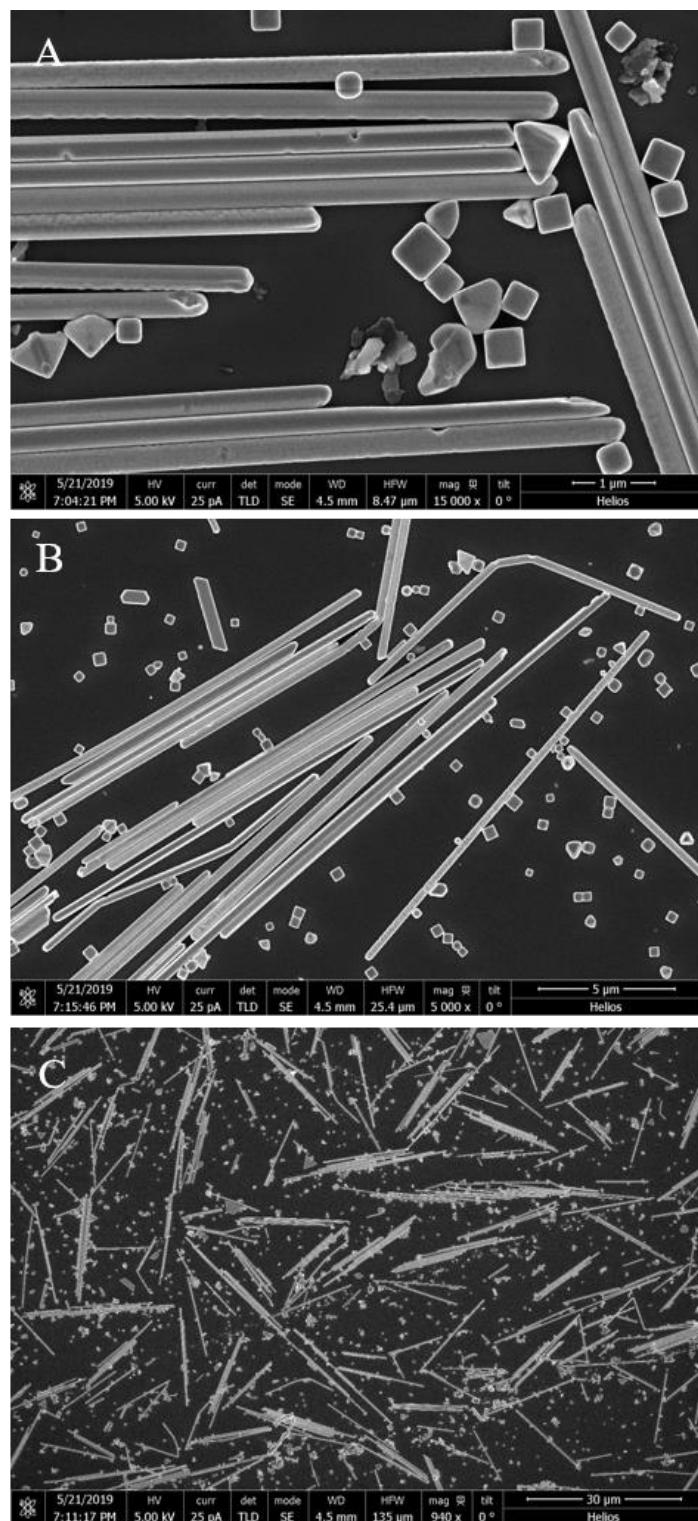 A
5/21/2019 HV curr det mode WD HFW mag tilt 1 µm
7:04:21 PM 5.00 kV 25 pA TLD SE 4.5 mm 8.47 µm 15 000 x 0 ° Helios
B
5/21/2019 HV curr det mode WD HFW mag tilt 5 µm
7:15:46 PM 5.00 kV 25 pA TLD SE 4.5 mm 25.4 µm 5 000 x 0 ° Helios
C
5/21/2019 HV curr det mode WD HFW mag tilt 30 µm
7:11:17 PM 5.00 kV 25 pA TLD SE 4.5 mm 135 µm 940 x 0 ° Helios